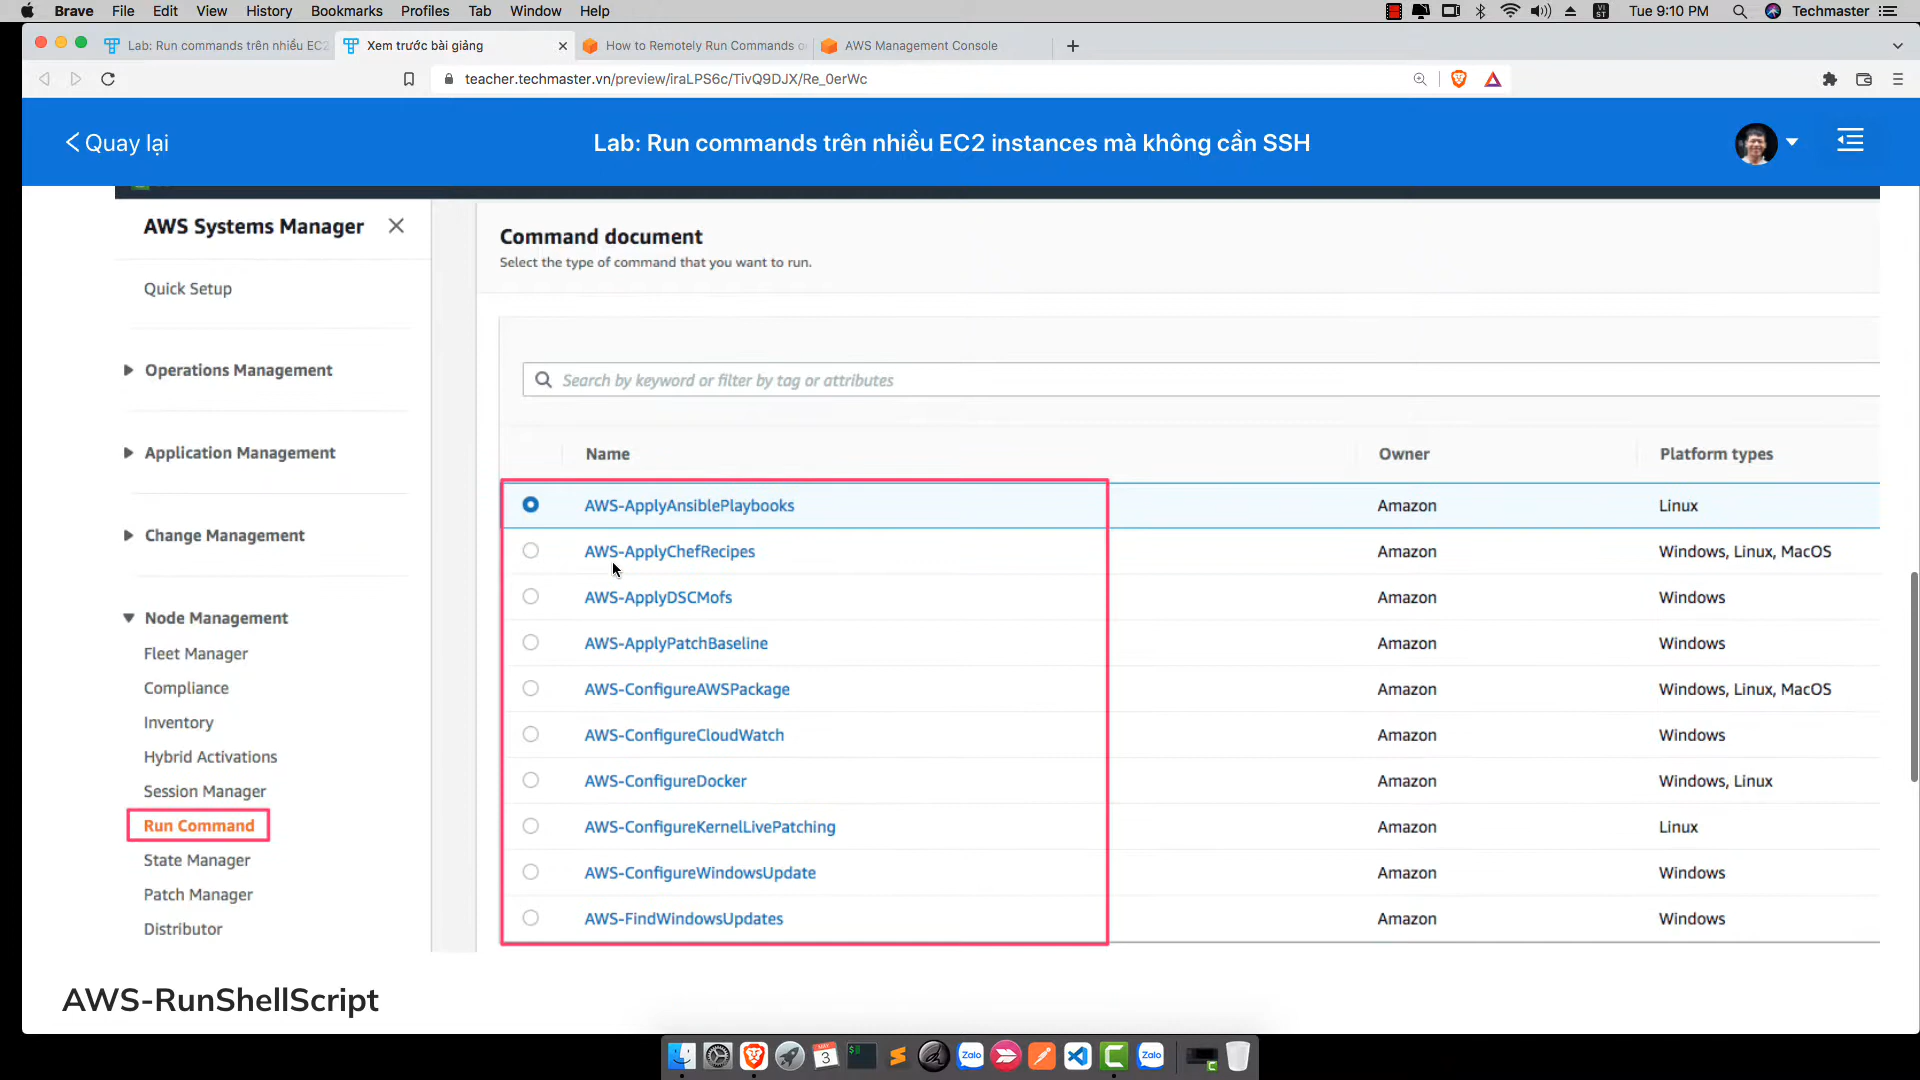 Brave File Edit View History Bookmarks Profiles Tab Window Help Tue 9:10 PM Techmaster
Lab: Run commands trên nhiều EC2 Xem trước bài giảng How to Remotely Run Commands o AWS Management Console
teacher.techmaster.vn/preview/iraLPS6c/TivQ9DJX/Re_0erWc
Quay lại Lab: Run commands trên nhiều EC2 instances mà không cần SSH
AWS Systems Manager
Quick Setup
Operations Management
Application Management
Change Management
Node Management
Fleet Manager
Compliance
Inventory
Hybrid Activations
Session Manager
Run Command
State Manager
Patch Manager
Distributor
Command document
Select the type of command that you want to run.
Search by keyword or filter by tag or attributes
Name Owner Platform types
AWS-ApplyAnsiblePlaybooks Amazon Linux
AWS-ApplyChefRecipes Amazon Windows, Linux, MacOS
AWS-ApplyDSCMofs Amazon Windows
AWS-ApplyPatchBaseline Amazon Windows
AWS-ConfigureAWSPackage Amazon Windows, Linux, MacOS
AWS-ConfigureCloudWatch Amazon Windows
AWS-ConfigureDocker Amazon Windows, Linux
AWS-ConfigureKernelLivePatching Amazon Linux
AWS-ConfigureWindowsUpdate Amazon Windows
AWS-FindWindowsUpdates Amazon Windows
AWS-RunShellScript
3
Zalo
Zalo